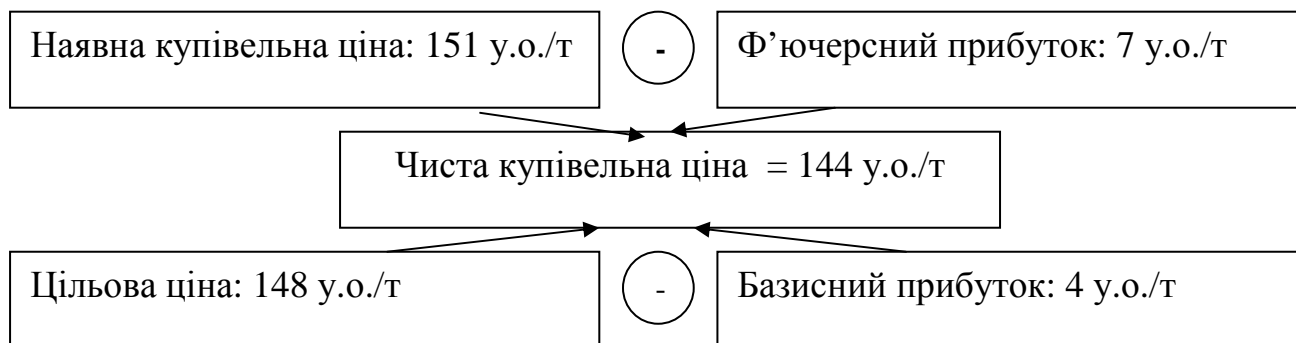 Наявна купівельна ціна: 151 у.о./т - Ф’ючерсний прибуток: 7 у.о./т
Чиста купівельна ціна = 144 у.о./т
Цільова ціна: 148 у.о./т - Базисний прибуток: 4 у.о./т